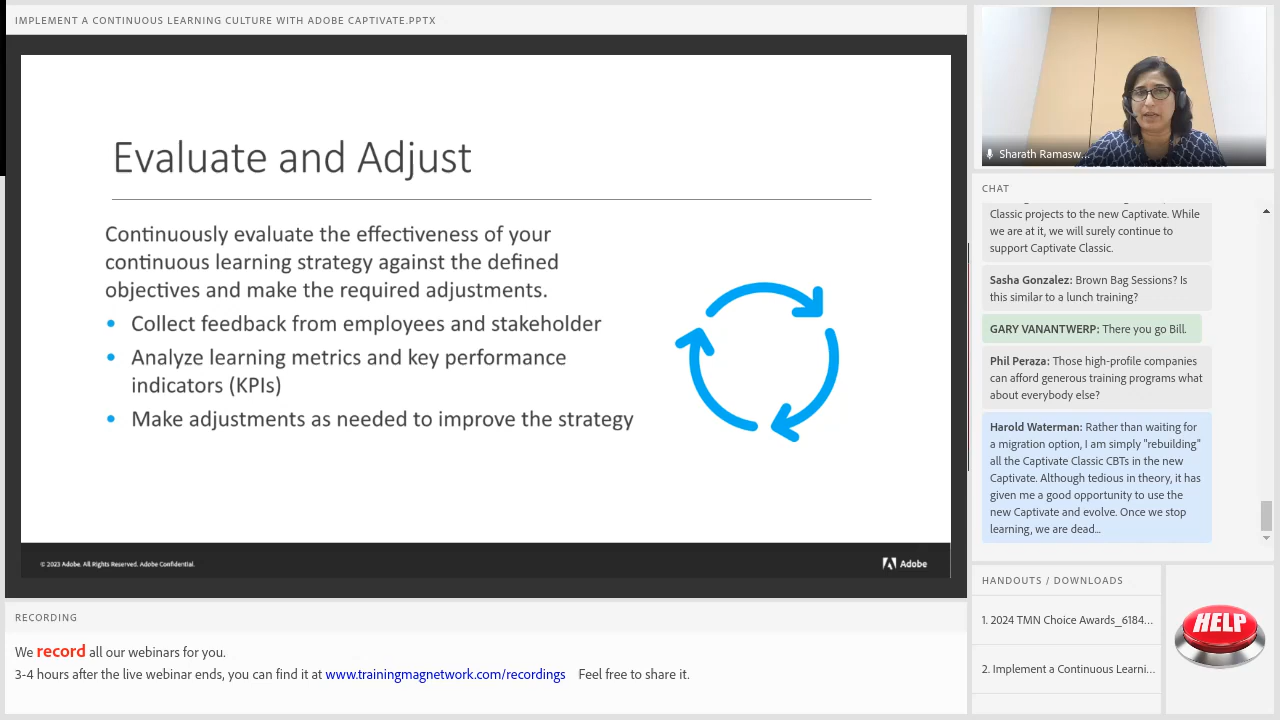 IMPLEMENT A CONTINUOUS LEARNING CULTURE WITH ADOBE CAPTIVATE.PPTX
Evaluate and Adjust
Continuously evaluate the effectiveness of your
continuous learning strategy against the defined
objectives and make the required adjustments.
• Collect feedback from employees and stakeholder
• Analyze learning metrics and key performance
indicators (KPIs)
• Make adjustments as needed to improve the strategy
© 2023 Adobe. All Rights Reserved. Adobe Confidential.
Adobe
RECORDING
We record all our webinars for you.
3-4 hours after the live webinar ends, you can find it at www.trainingmagnetwork.com/recordings Feel free to share it.
Sharath Ramasw...
CHAT
Classic projects to the new Captivate. While
we are at it, we will surely continue to
support Captivate Classic.
Sasha Gonzalez: Brown Bag Sessions? Is
this similar to a lunch training?
GARY VANANTWERP: There you go Bill.
Phil Peraza: Those high-profile companies
can afford generous training programs what
about everybody else?
Harold Waterman: Rather than waiting for
a migration option, I am simply "rebuilding"
all the Captivate Classic CBTs in the new
Captivate. Although tedious in theory, it has
given me a good opportunity to use the
new Captivate and evolve. Once we stop
learning, we are dead...
HANDOUTS / DOWNLOADS
1. 2024 TMN Choice Awards_6184...
2. Implement a Continuous Learni...
HELP